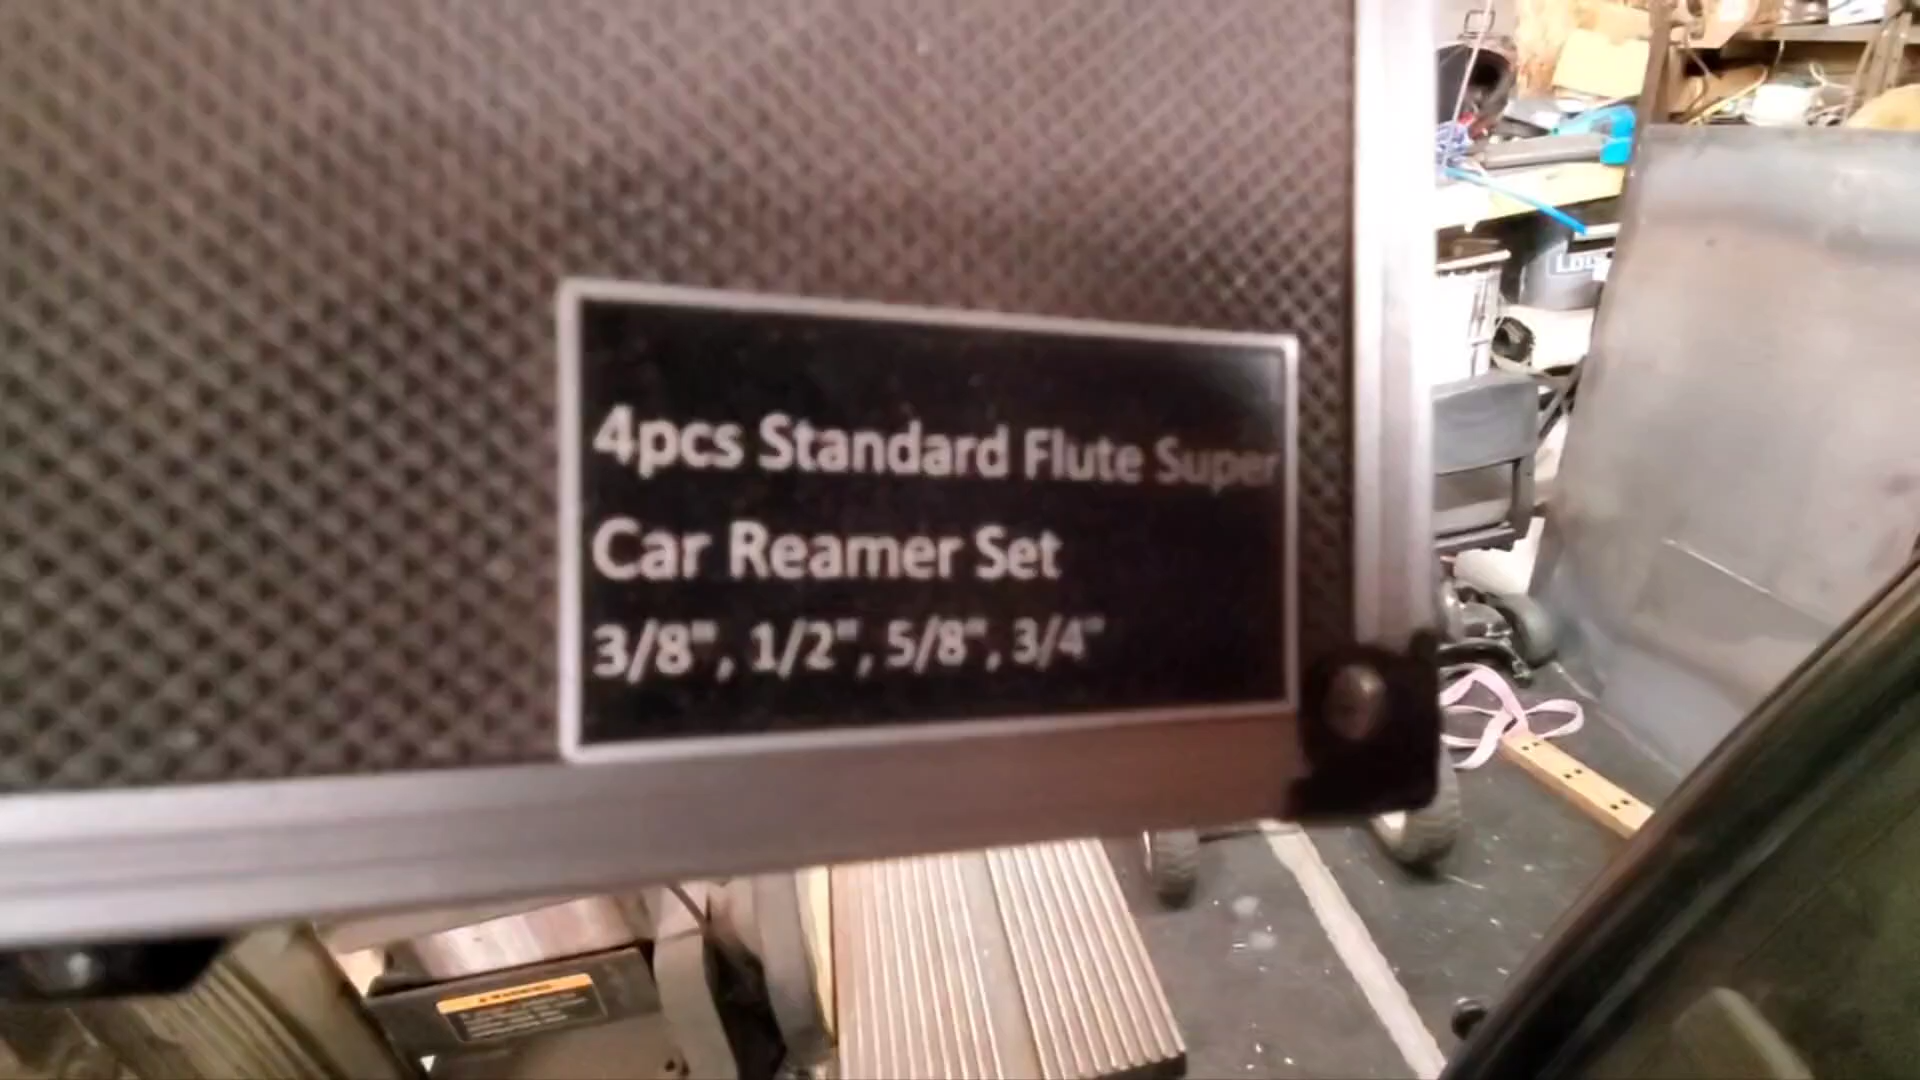 4pcs Standard Flute Super
Car Reamer Set
3/8", 1/2", 5/8", 3/4"